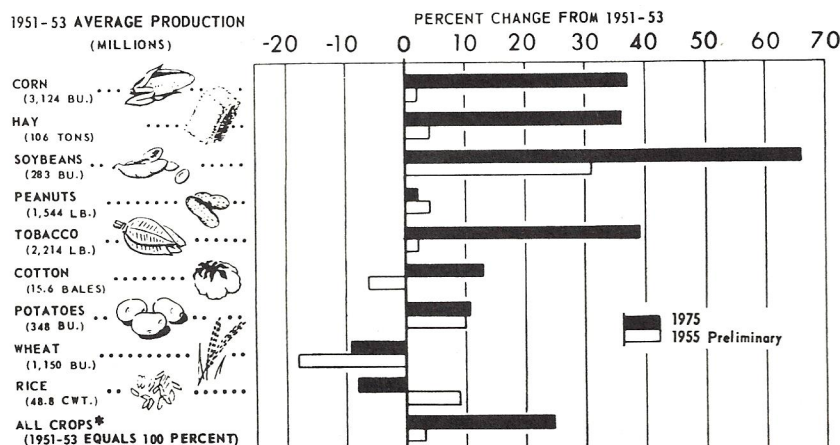 1951-53 AVERAGE PRODUCTION
(MILLIONS)
PERCENT CHANGE FROM 1951-53
-20 -10 0 10 20 30 40 50 60 70
CORN
(3,124 BU.)
HAY
(106 TONS)
SOYBEANS
(283 BU.)
PEANUTS
(1,544 LB.)
TOBACCO
(2,214 LB.)
COTTON
(15.6 BALES)
POTATOES
(348 BU.)
WHEAT
(1,150 BU.)
RICE
(48.8 CWT.)
ALL CROPS*
(1951-53 EQUALS 100 PERCENT)
1975
1955 Preliminary